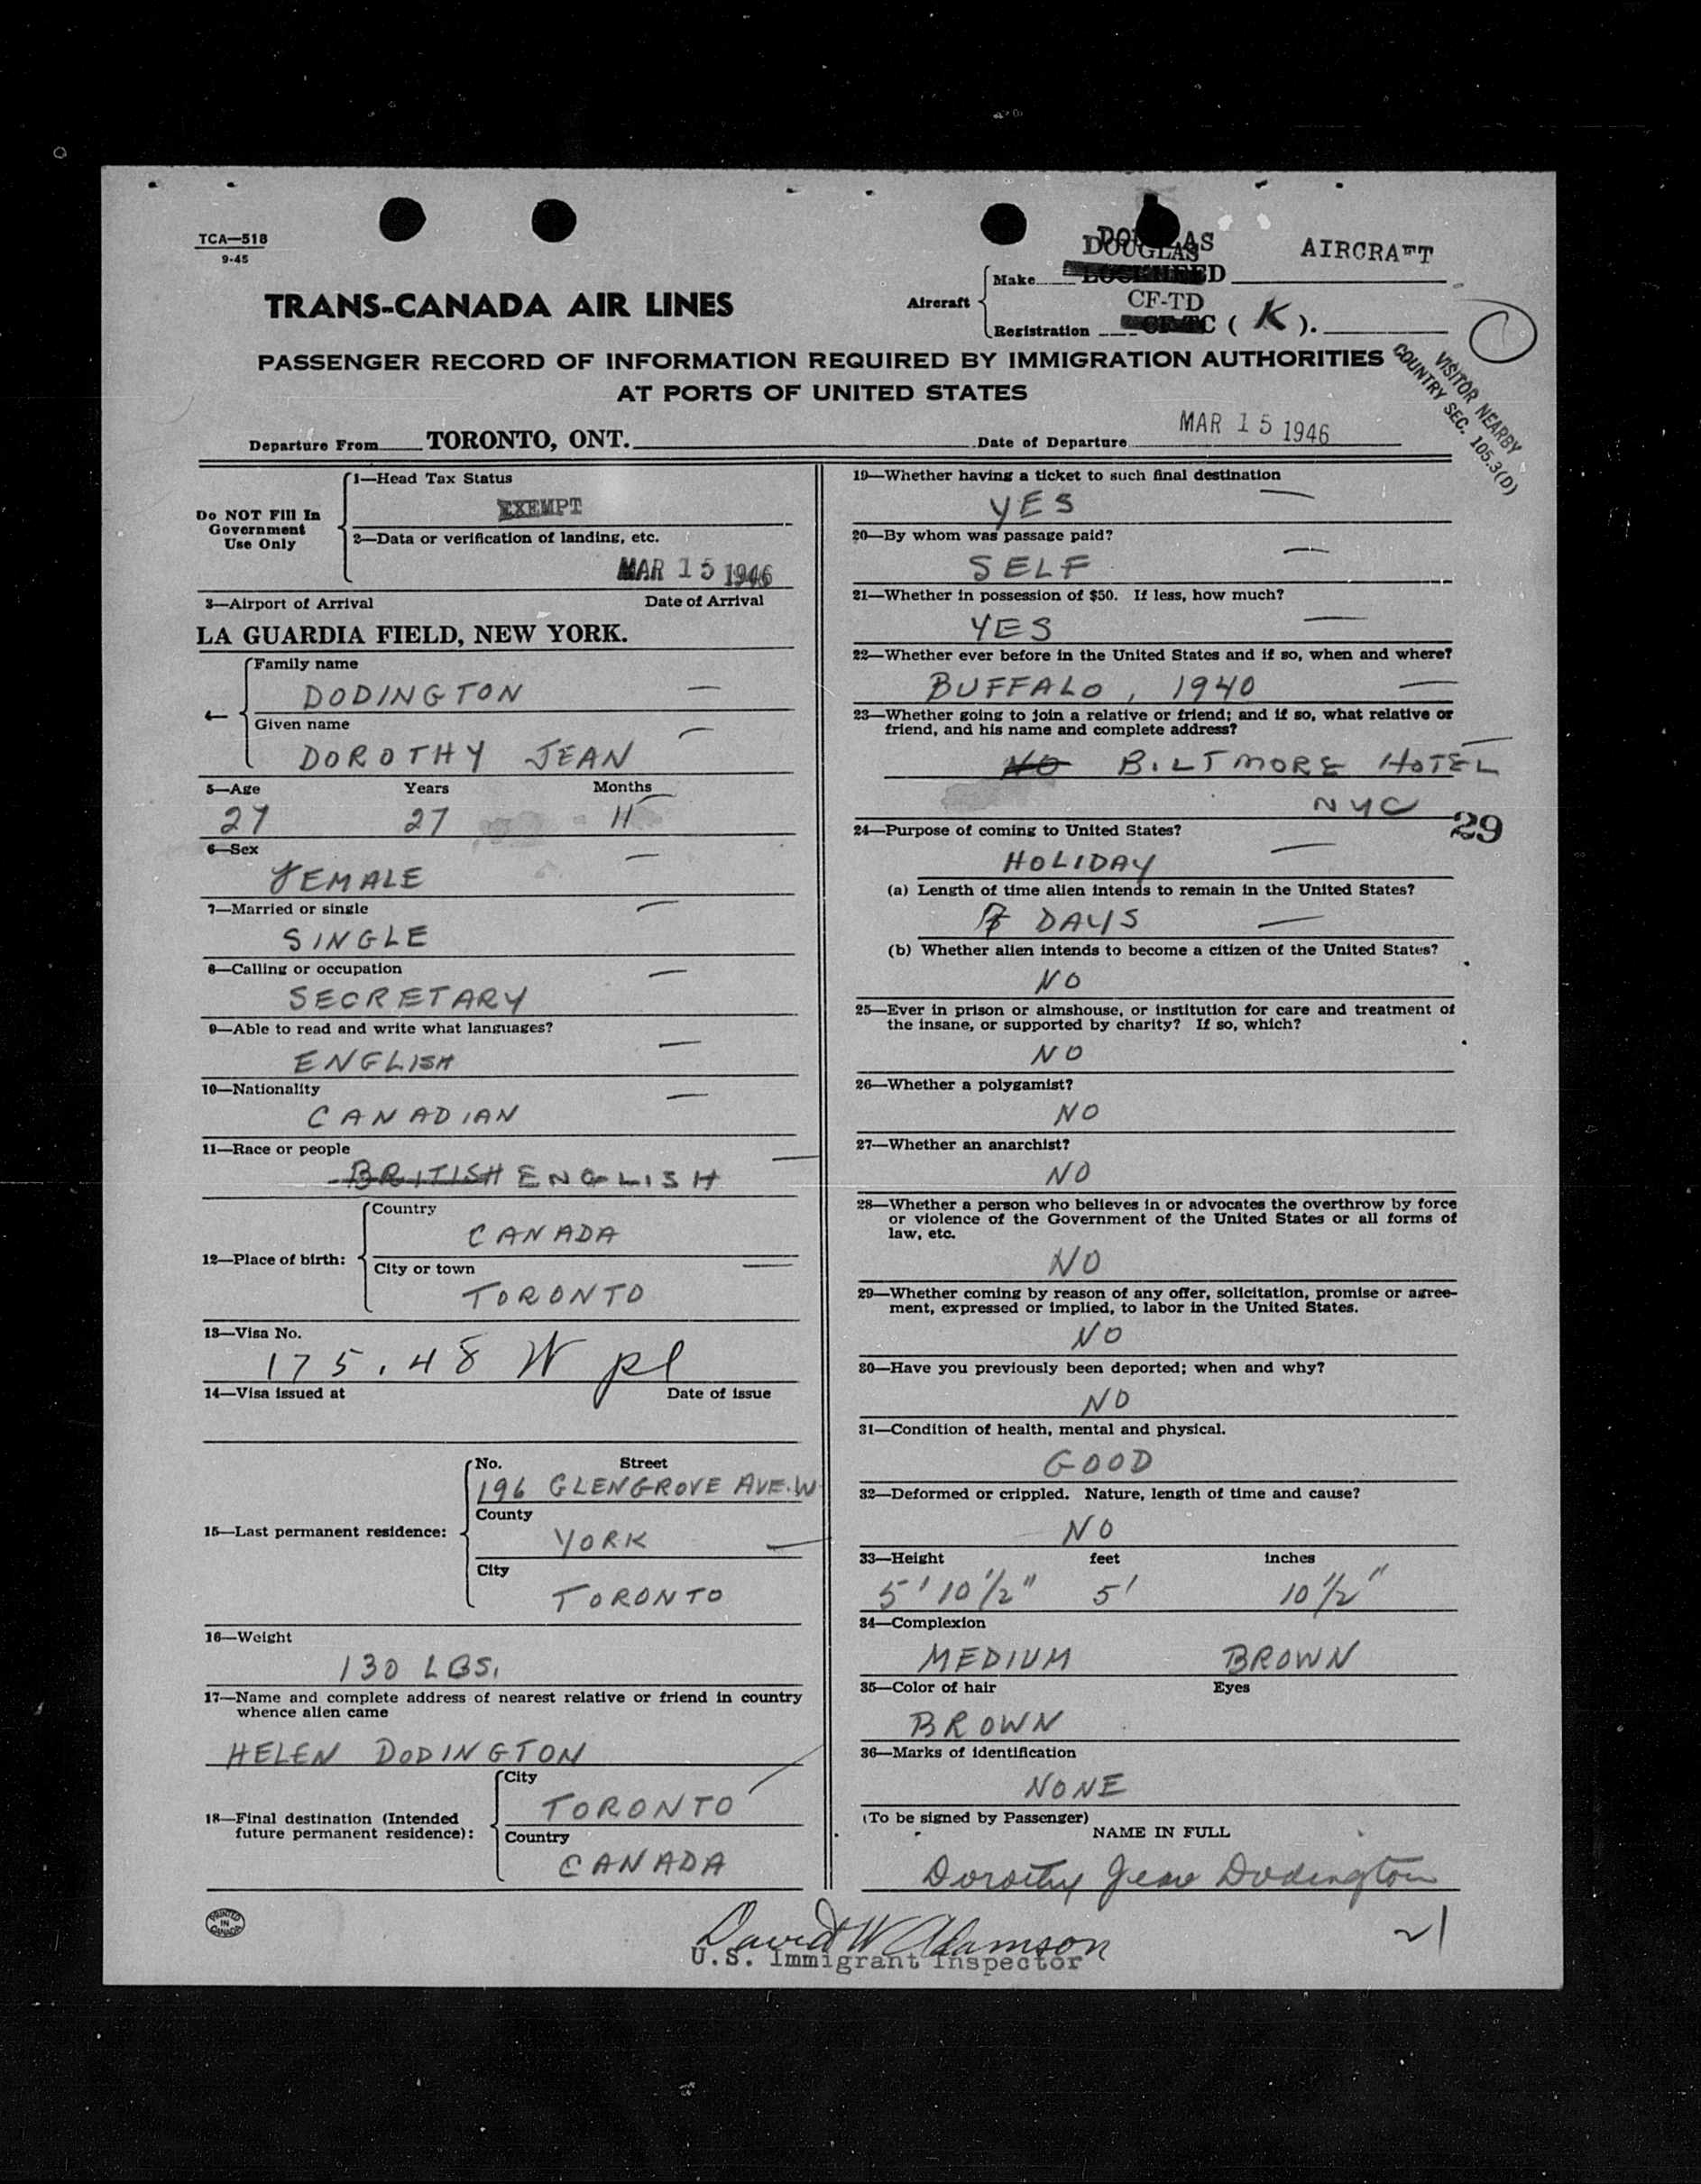 TCA—518
9-45
DOUGLAS
DOUGLAS AIRCRAFT
Make LOCKHEED
Aircraft
CF-TD
Registration CF-TC ( K ).
TRANS-CANADA AIR LINES
PASSENGER RECORD OF INFORMATION REQUIRED BY IMMIGRATION AUTHORITIES
AT PORTS OF UNITED STATES
VISITOR NEARBY
COUNTRY SEC. 105.3(D)
Departure From TORONTO, ONT. Date of Departure MAR 15 1946
Do NOT Fill In
Government
Use Only
1—Head Tax Status
EXEMPT
2—Data or verification of landing, etc.
MAR 15 1946
3—Airport of Arrival Date of Arrival
LA GUARDIA FIELD, NEW YORK.
4—
Family name
DODINGTON
Given name
DOROTHY JEAN
5—Age Years Months
27 27 11
6—Sex
FEMALE
7—Married or single
SINGLE
8—Calling or occupation
SECRETARY
9—Able to read and write what languages?
ENGLISH
10—Nationality
CANADIAN
11—Race or people
BRITISH ENGLISH
12—Place of birth:
Country
CANADA
City or town
TORONTO
13—Visa No.
175.48 W pl
14—Visa issued at Date of issue
15—Last permanent residence:
No. Street
196 GLENGROVE AVE. W
County
YORK
City
TORONTO
16—Weight
130 LBS.
17—Name and complete address of nearest relative or friend in country
whence alien came
HELEN DODINGTON
18—Final destination (Intended
future permanent residence):
City
TORONTO
Country
CANADA
19—Whether having a ticket to such final destination
YES
20—By whom was passage paid?
SELF
21—Whether in possession of $50. If less, how much?
YES
22—Whether ever before in the United States and if so, when and where?
BUFFALO, 1940
23—Whether going to join a relative or friend; and if so, what relative or
friend, and his name and complete address?
NO BILTMORE HOTEL
NYC
29
24—Purpose of coming to United States?
HOLIDAY
(a) Length of time alien intends to remain in the United States?
7 DAYS
(b) Whether alien intends to become a citizen of the United States?
NO
25—Ever in prison or almshouse, or institution for care and treatment of
the insane, or supported by charity? If so, which?
NO
26—Whether a polygamist?
NO
27—Whether an anarchist?
NO
28—Whether a person who believes in or advocates the overthrow by force
or violence of the Government of the United States or all forms of
law, etc.
NO
29—Whether coming by reason of any offer, solicitation, promise or agree-
ment, expressed or implied, to labor in the United States.
NO
30—Have you previously been deported; when and why?
NO
31—Condition of health, mental and physical.
GOOD
32—Deformed or crippled. Nature, length of time and cause?
NO
33—Height feet inches
5' 10 1/2" 5' 10 1/2"
34—Complexion
MEDIUM BROWN
35—Color of hair Eyes
BROWN
36—Marks of identification
NONE
(To be signed by Passenger)
NAME IN FULL
Dorothy Jean Dodington
PRINTED
IN
CANADA
David W Adamson
U.S. Immigrant Inspector
21